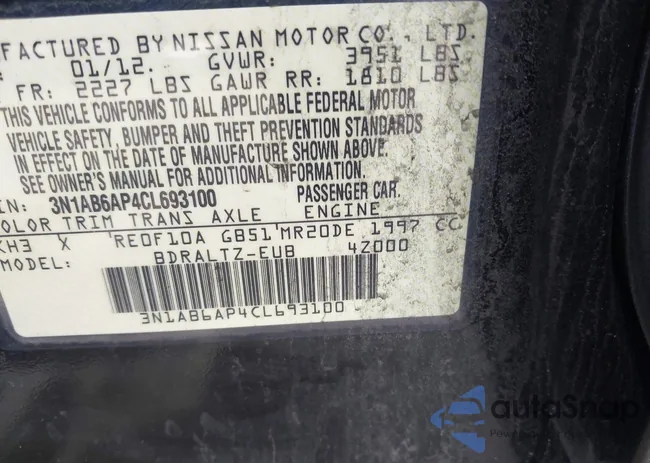 FACTURED BY NISSAN MOTOR CO., LTD.
: 01/12. GVWR: 3951 LBS
FR: 2227 LBS GAWR RR: 1810 LBS
THIS VEHICLE CONFORMS TO ALL APPLICABLE FEDERAL MOTOR
VEHICLE SAFETY, BUMPER AND THEFT PREVENTION STANDARDS
IN EFFECT ON THE DATE OF MANUFACTURE SHOWN ABOVE.
SEE OWNER'S MANUAL FOR ADDITIONAL INFORMATION.
IN: 3N1AB6AP4CL693100 PASSENGER CAR.
OLOR TRIM TRANS AXLE ENGINE
KH3 X 'RE0F10A GB51'MR20DE 1997 CC
BDRALTZ-EUB 4Z000
3N1AB6AP4CL693100
autoSnap